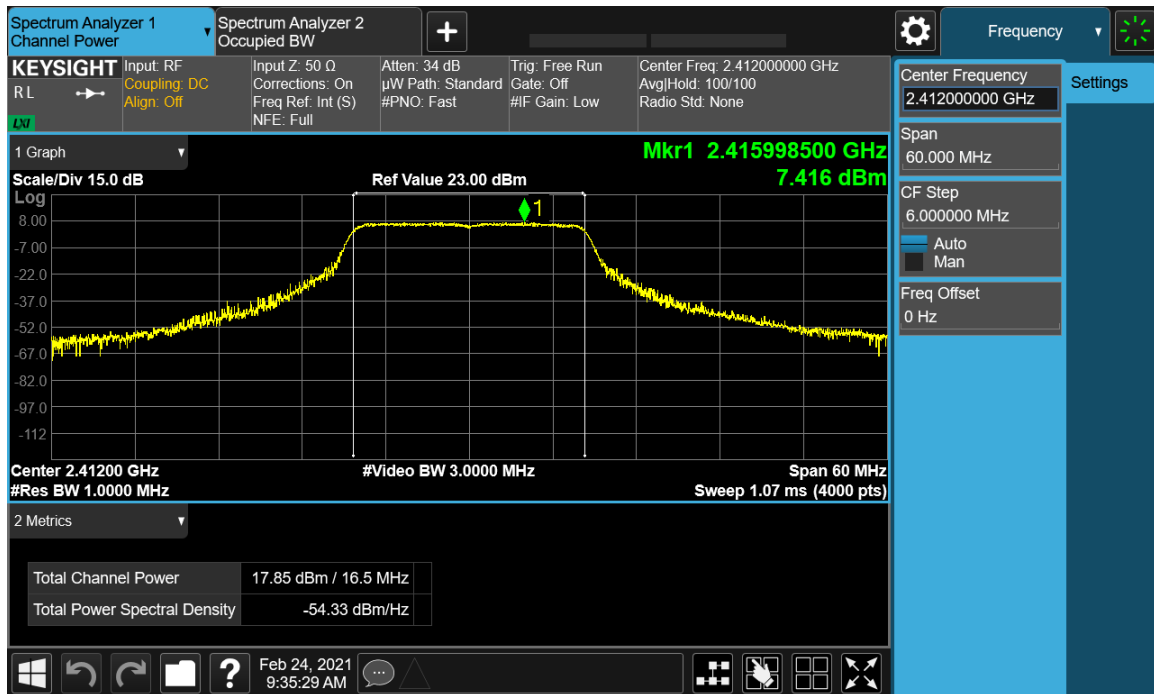 Spectrum Analyzer 1
Channel Power
Spectrum Analyzer 2
Occupied BW
Frequency
KEYSIGHT
R L
LXI
Input: RF
Coupling: DC
Align: Off
Input Z: 50 Ω
Corrections: On
Freq Ref: Int (S)
NFE: Full
Atten: 34 dB
µW Path: Standard
#PNO: Fast
Trig: Free Run
Gate: Off
#IF Gain: Low
Center Freq: 2.412000000 GHz
Avg|Hold: 100/100
Radio Std: None
Center Frequency
2.412000000 GHz
Settings
Span
60.000 MHz
CF Step
6.000000 MHz
Auto
Man
Freq Offset
0 Hz
1 Graph
Mkr1 2.415998500 GHz
7.416 dBm
Scale/Div 15.0 dB
Ref Value 23.00 dBm
Log
1
8.00
-7.00
-22.0
-37.0
-52.0
-67.0
-82.0
-97.0
-112
Center 2.41200 GHz
#Video BW 3.0000 MHz
Span 60 MHz
#Res BW 1.0000 MHz
Sweep 1.07 ms (4000 pts)
2 Metrics
Total Channel Power 17.85 dBm / 16.5 MHz
Total Power Spectral Density -54.33 dBm/Hz
?
Feb 24, 2021
9:35:29 AM